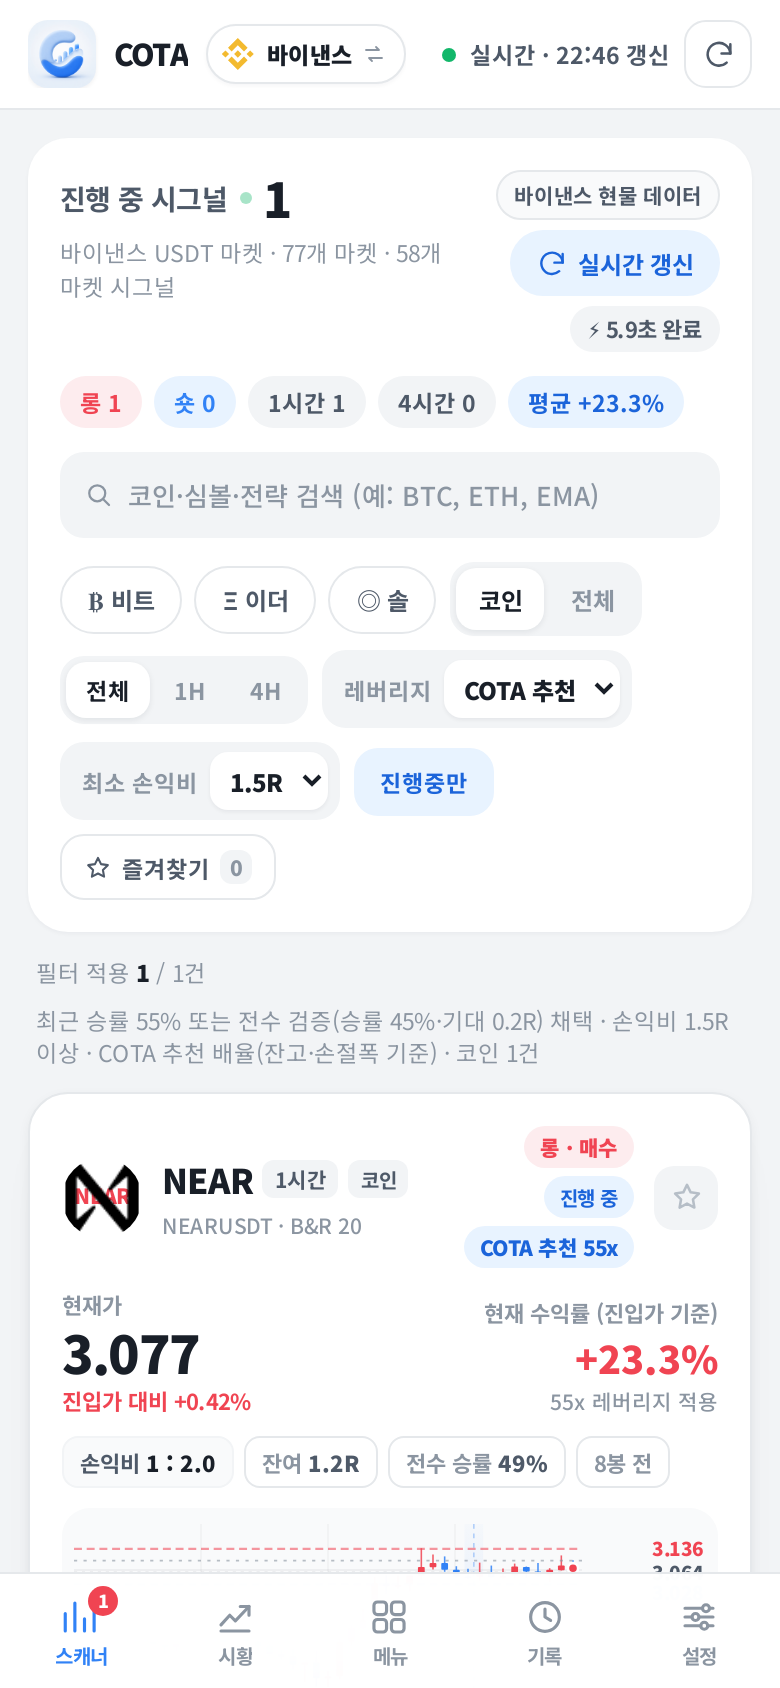 COTA 바이낸스 실시간 · 22:46 갱신
진행 중 시그널 1
바이낸스 현물 데이터
바이낸스 USDT 마켓 · 77개 마켓 · 58개
마켓 시그널
실시간 갱신
⚡ 5.9초 완료
롱 1 숏 0 1시간 1 4시간 0 평균 +23.3%
코인·심볼·전략 검색 (예: BTC, ETH, EMA)
₿ 비트 Ξ 이더 ◎ 솔 코인 전체
전체 1H 4H 레버리지 COTA 추천
최소 손익비 1.5R 진행중만
즐겨찾기 0
필터 적용 1 / 1건
최근 승률 55% 또는 전수 검증(승률 45%·기대 0.2R) 채택 · 손익비 1.5R
이상 · COTA 추천 배율(잔고·손절폭 기준) · 코인 1건
롱 · 매수
NEAR NEAR 1시간 코인
진행 중
NEARUSDT · B&R 20
COTA 추천 55x
현재가
현재 수익률 (진입가 기준)
3.077
+23.3%
진입가 대비 +0.42%
55x 레버리지 적용
손익비 1 : 2.0 잔여 1.2R 전수 승률 49% 8봉 전
3.136
1
스캐너 시황 메뉴 기록 설정